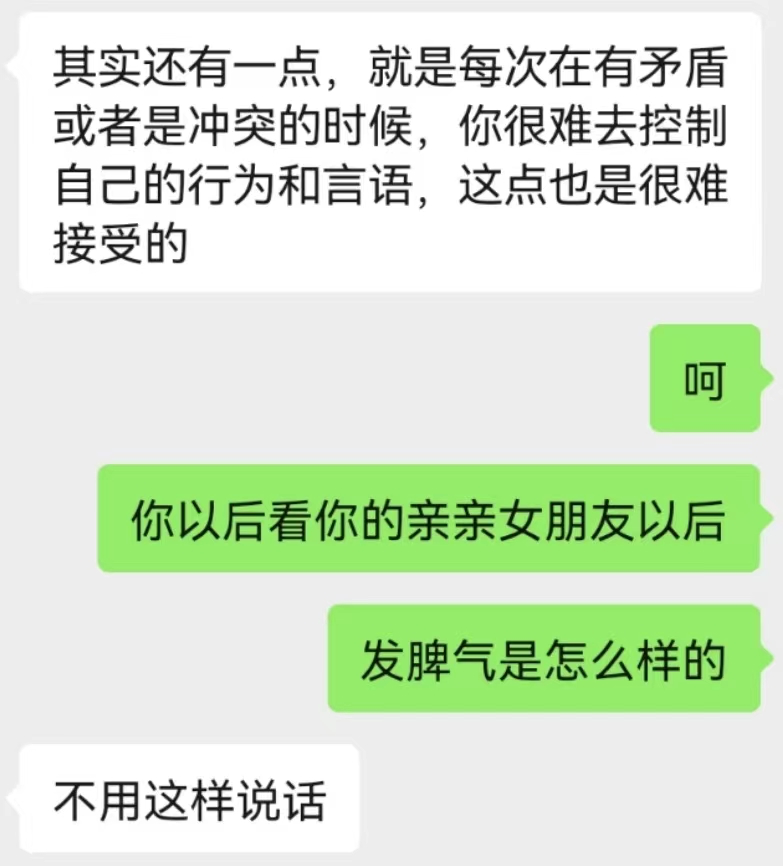 其实还有一点，就是每次在有矛盾
或者是冲突的时候，你很难去控制
自己的行为和言语，这点也是很难
接受的
呵
你以后看你的亲亲女朋友以后
发脾气是怎么样的
不用这样说话